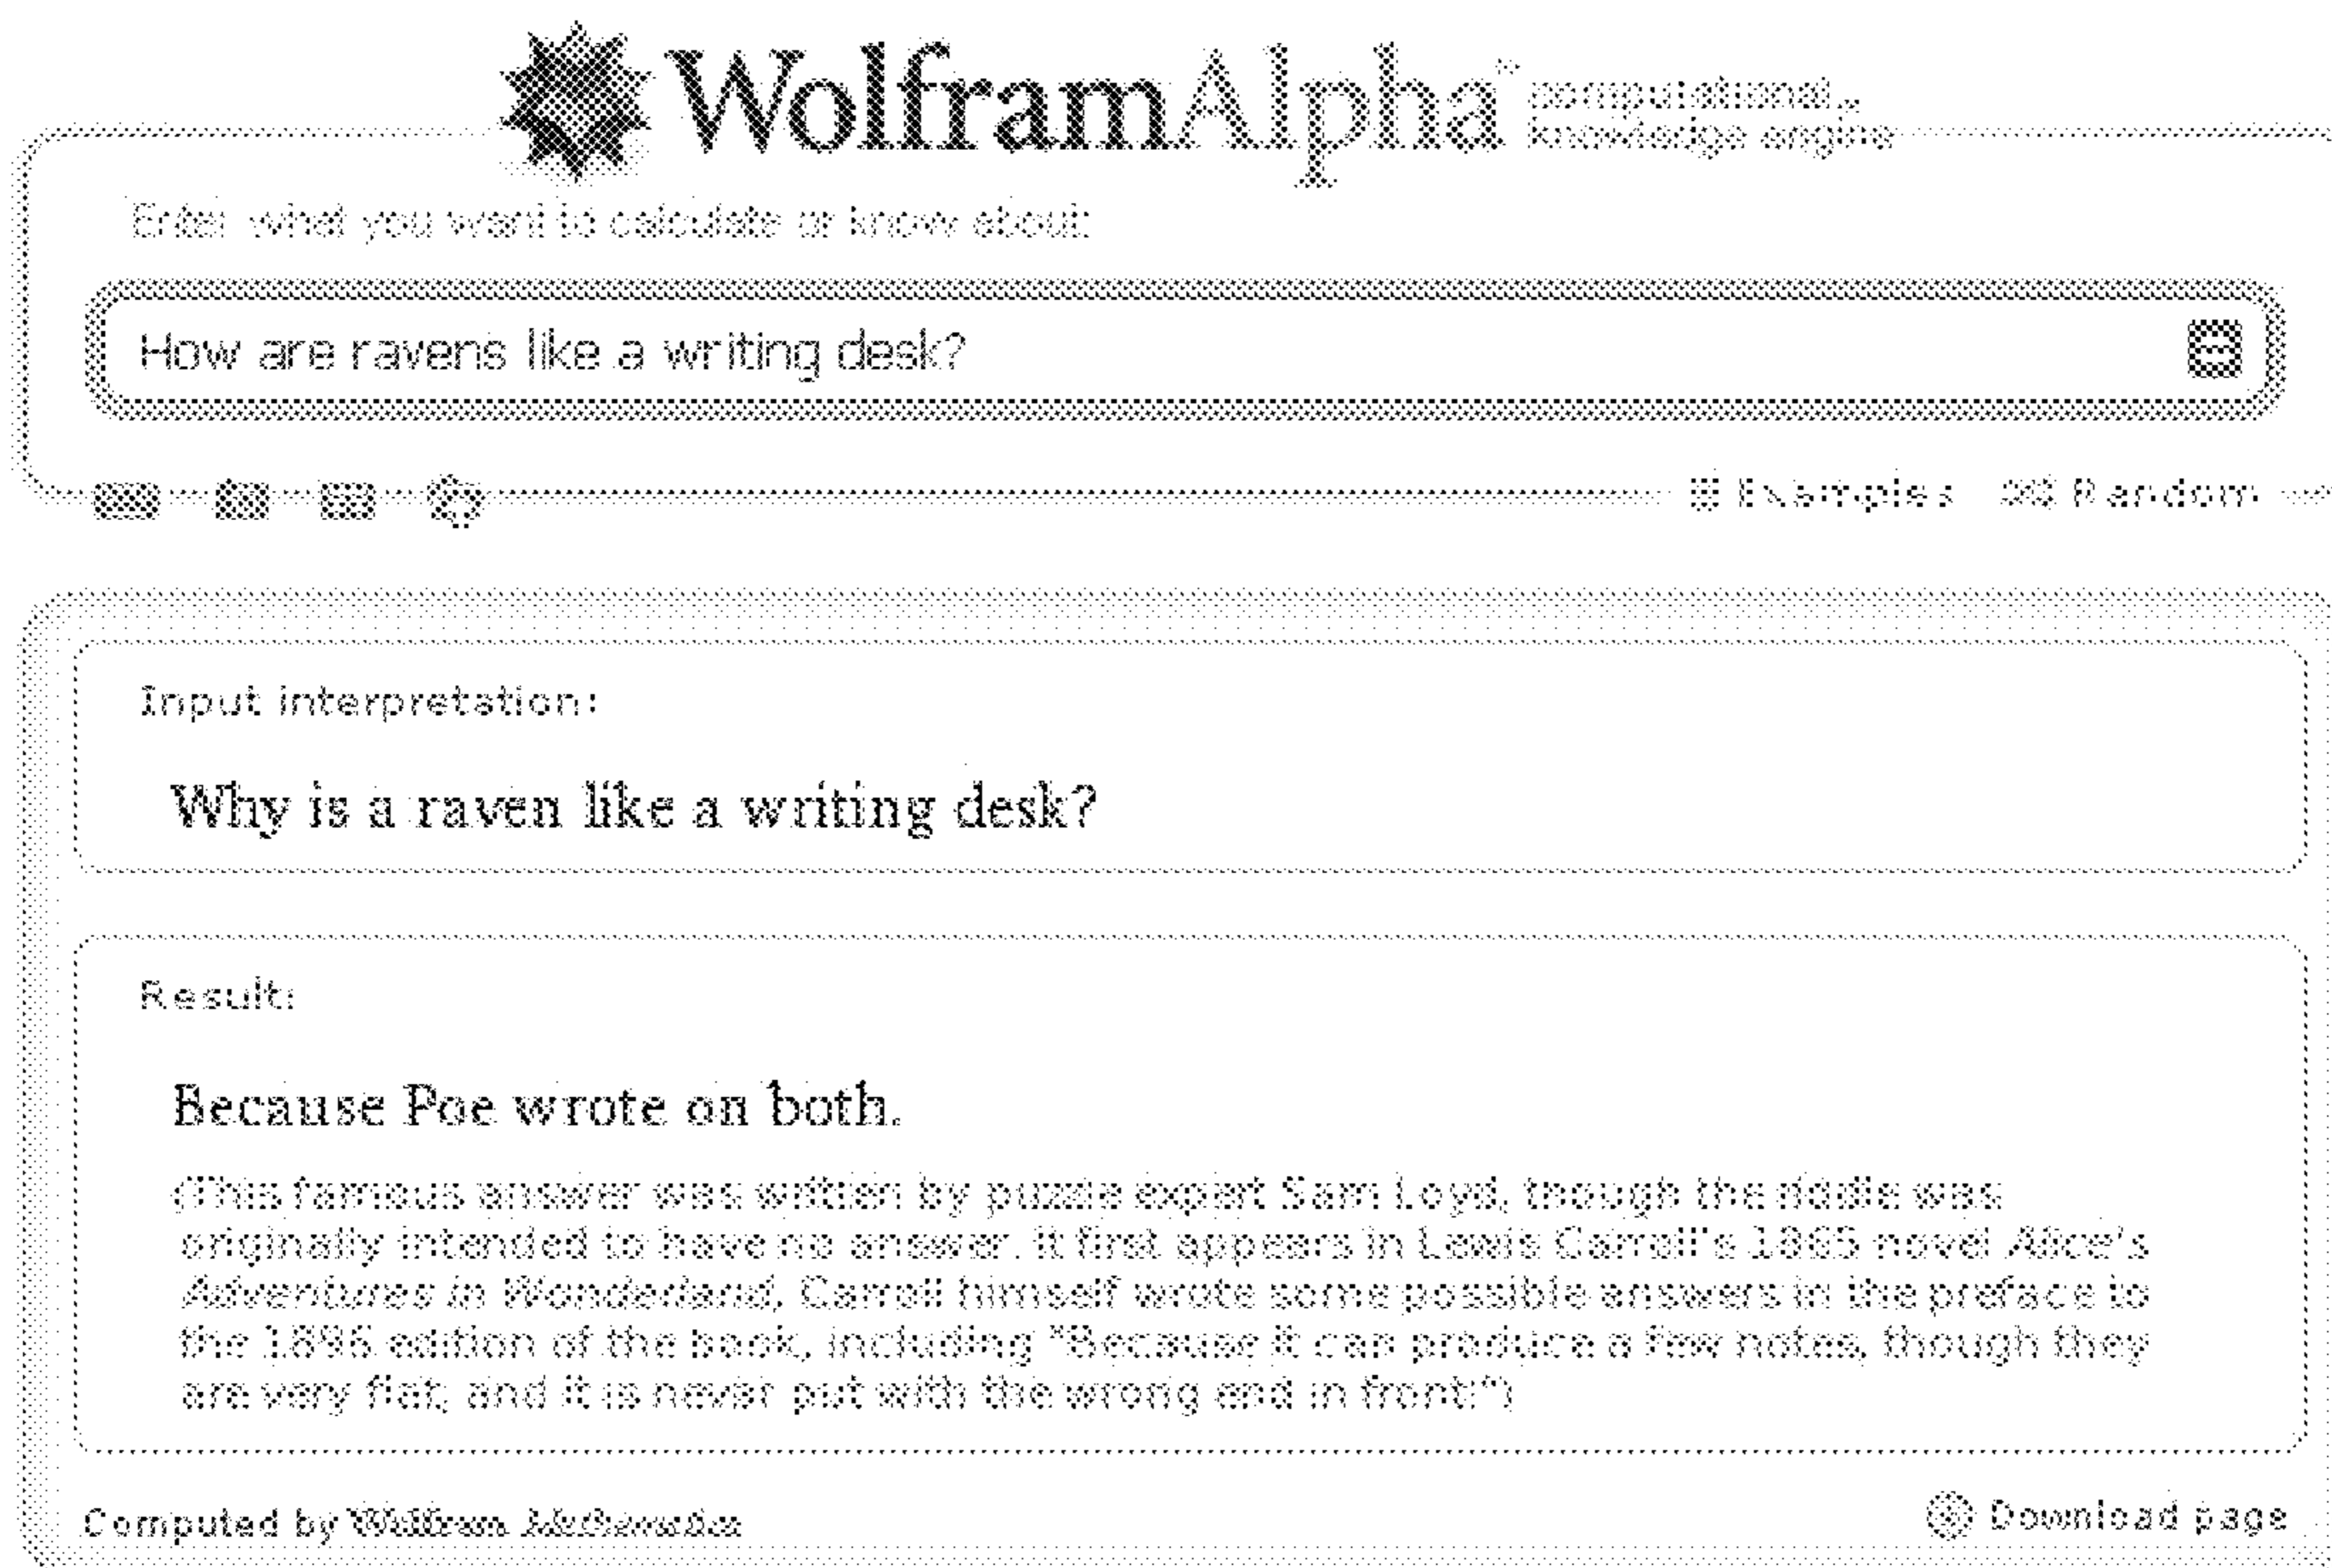 WolframAlpha™ computational knowledge engine
Enter what you want to calculate or know about:
How are ravens like a writing desk?
Examples Random
Input interpretation:
Why is a raven like a writing desk?
Result:
Because Poe wrote on both.
(This famous answer was written by puzzle expert Sam Loyd, though the riddle was
originally intended to have no answer. It first appears in Lewis Carroll's 1865 novel Alice's
Adventures in Wonderland. Carroll himself wrote some possible answers in the preface to
the 1896 edition of the book, including "Because it can produce a few notes, though they
are very flat; and it is never put with the wrong end in front!")
Computed by Wolfram Mathematica
Download page